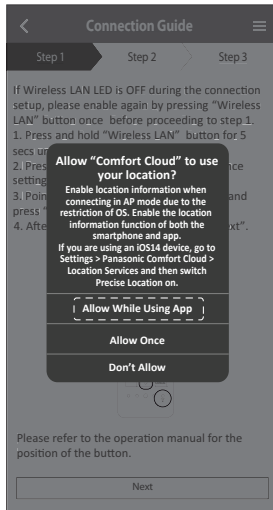 Connection Guide
Step 1
Step 2
Step 3
If Wireless LAN LED is OFF during the connection
setup, please enable again by pressing "Wireless
LAN" button once before proceeding to step 1.
1. Press and hold "Wireless LAN" button for 5
secs
2.
setting
3. and
press
4.
Allow "Comfort Cloud" to use
your location?
Enable location information when
connecting in AP mode due to the
restriction of OS. Enable the location
information function of both the
smartphone and app.
If you are using an iOS14 device, go to
Settings > Panasonic Comfort Cloud >
Location Services and then switch
Precise Location on.
Allow While Using App
Allow Once
Don't Allow
Please refer to the operation manual for the
position of the button.
Next